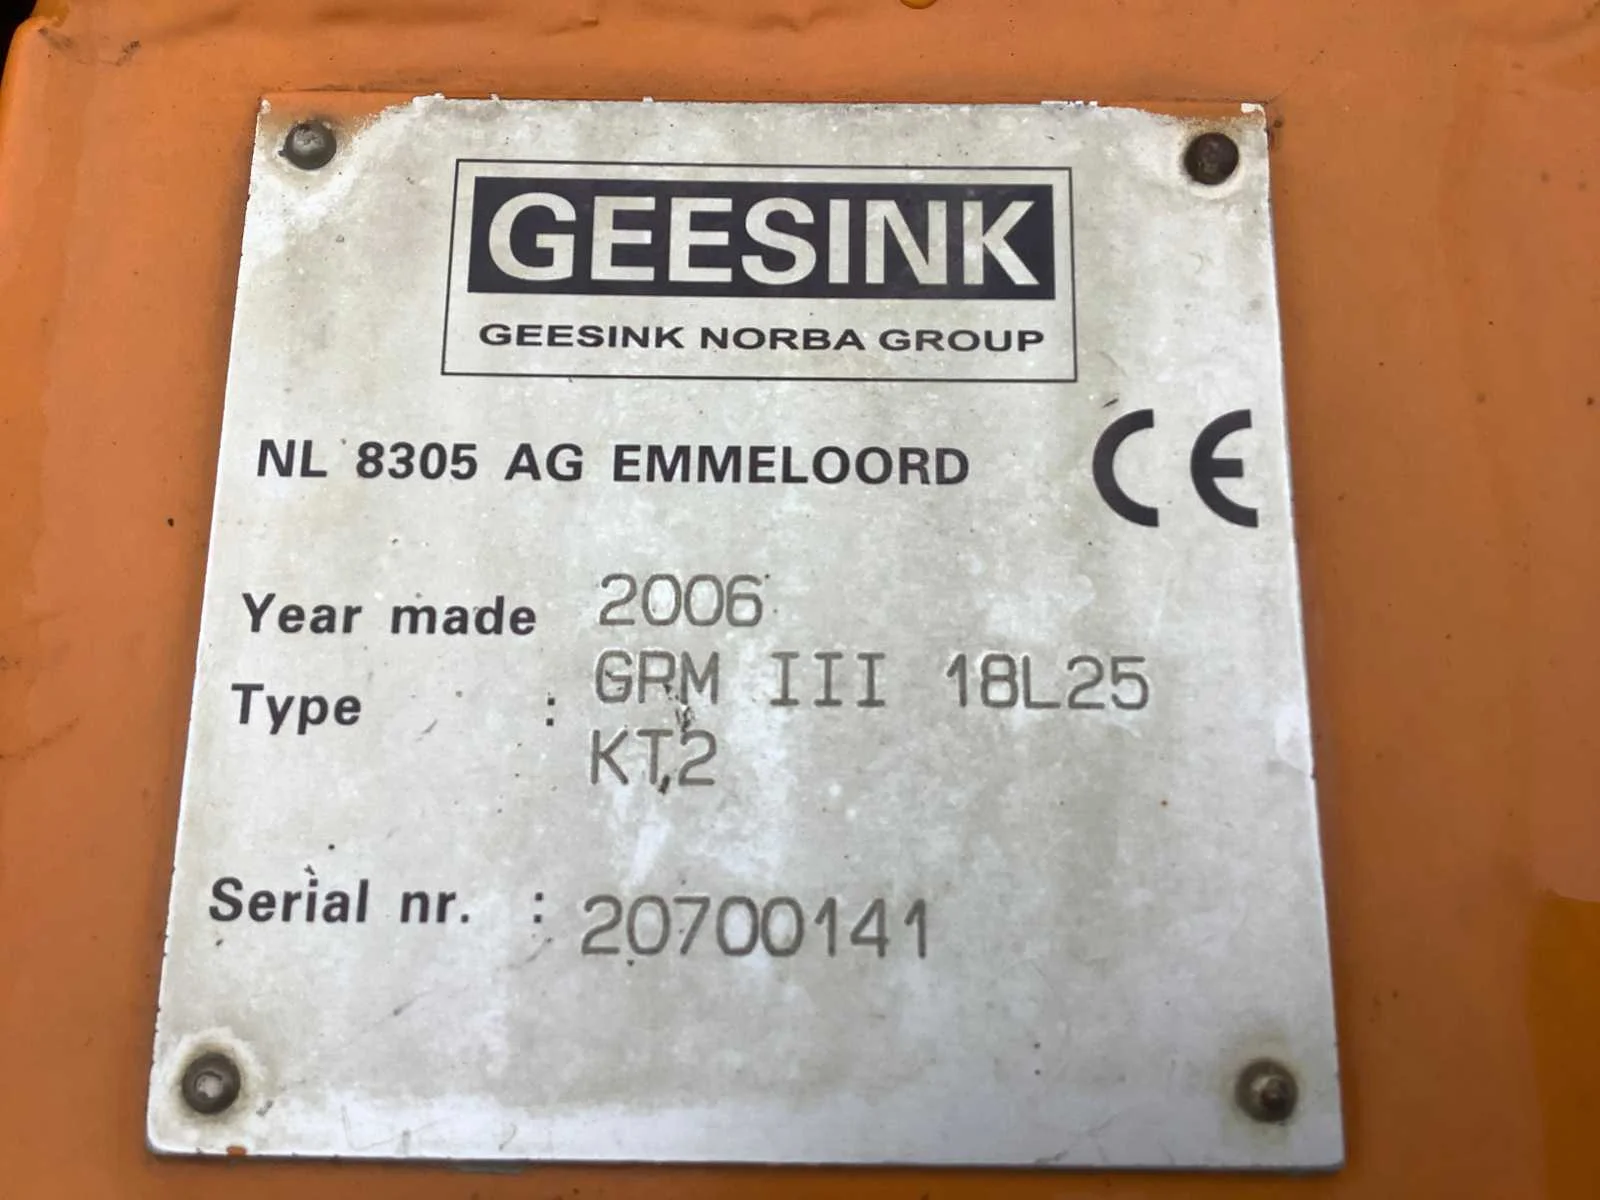 GEESINK
GEESINK NORBA GROUP
NL 8305 AG EMMELOORD CE
Year made 2006
Type : GPM III 18L25
KT2
Serial nr. : 20700141